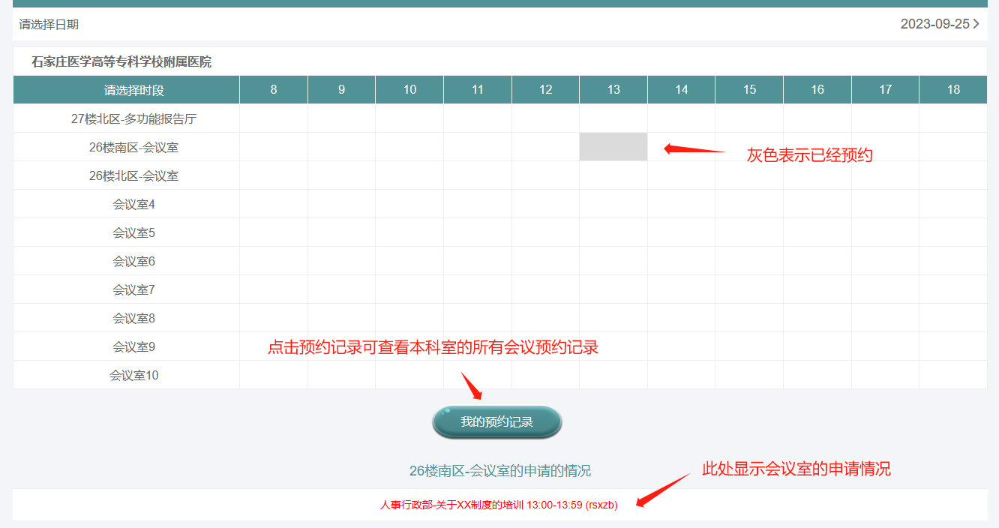 请选择日期 2023-09-25
石家庄医学高等专科学校附属医院
请选择时段 8 9 10 11 12 13 14 15 16 17 18
27楼北区-多功能报告厅
26楼南区-会议室
灰色表示已经预约
26楼北区-会议室
会议室4
会议室5
会议室6
会议室7
会议室8
会议室9
点击预约记录可查看本科室的所有会议预约记录
会议室10
我的预约记录
26楼南区-会议室的申请的情况
此处显示会议室的申请情况
人事行政部-关于XX制度的培训 13:00-13:59 (rsxzb)